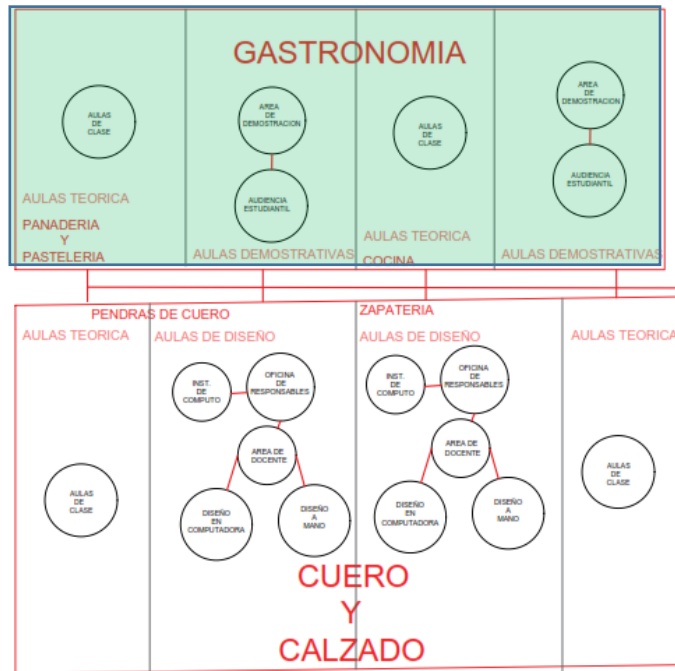 GASTRONOMIA
AULAS
DE
CLASE
AREA
DE
DEMOSTRACION
AUDIENCIA
ESTUDIANTIL
AULAS
DE
CLASE
AREA
DE
DEMOSTRACION
AUDIENCIA
ESTUDIANTIL
AULAS TEORICA
PANADERIA
Y
PASTELERIA
AULAS DEMOSTRATIVAS
AULAS TEORICA
COCINA
AULAS DEMOSTRATIVAS
PENDRAS DE CUERO
ZAPATERIA
AULAS TEORICA
AULAS DE DISEÑO
AULAS DE DISEÑO
AULAS TEORICA
INST.
DE
COMPUTO
OFICINA
DE
RESPONSABLES
AREA DE
DOCENTE
DISEÑO
EN
COMPUTADORA
DISEÑO
A
MANO
INST.
DE
COMPUTO
OFICINA
DE
RESPONSABLES
AREA DE
DOCENTE
DISEÑO
EN
COMPUTADORA
DISEÑO
A
MANO
AULAS
DE
CLASE
AULAS
DE
CLASE
CUERO
Y
CALZADO